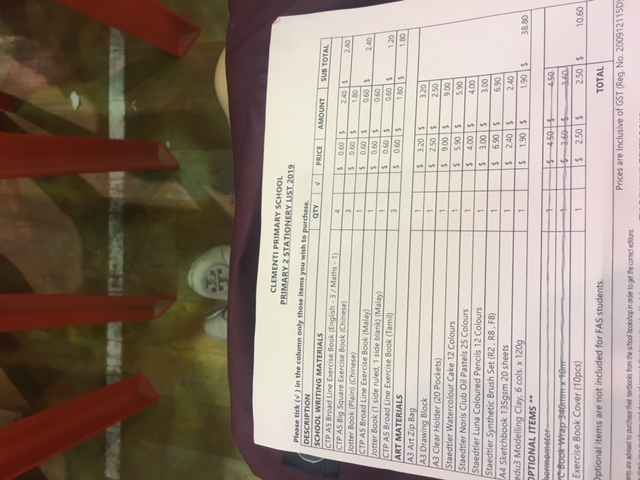 CLEMENTI PRIMARY SCHOOL
PRIMARY 2 STATIONERY LIST 2019
Please tick (√ ) in the column only those items you wish to purchase.
DESCRIPTION QTY √ PRICE AMOUNT SUB TOTAL
SCHOOL WRITING MATERIALS
CTP A5 Broad Line Exercise Book (English - 3 / Maths - 1) 4 $ 0.60 $ 2.40 $ 2.40
CTP A5 Big Square Exercise Book (Chinese) 3 $ 0.60 1.80
Jotter Book (Plain) (Chinese) 1 $ 0.60 0.60 $ 2.40
CTP A5 Broad Line Exercise Book (Malay) 1 $ 0.60 0.60
Jotter Book (1 side ruled, 1 side blank) (Malay) 1 $ 0.60 0.60 $ 1.20
CTP A5 Broad Line Exercise Book (Tamil) 3 $ 0.60 1.80 $ 1.80
ART MATERIALS
A3 Art Zip Bag 1 $ 3.20 $ 3.20
A3 Drawing Block 1 $ 2.50 $ 2.50
A3 Clear Holder (20 Pockets) 1 $ 9.00 $ 9.00
Staedtler Watercolour Cake 12 Colours 1 $ 5.90 $ 5.90
Staedtler Noris Club Oil Pastels 25 Colours 1 $ 4.00 $ 4.00
Staedtler Luna Coloured Pencils 12 Colours 1 $ 3.00 $ 3.00
Staedtler Synthetic Brush Set (R2 , R8 , F8) 1 $ 6.90 $ 6.90
A4 Sketchbook 135gsm 20 sheets 1 $ 2.40 $ 2.40
edu3 Modelling Clay, 6 cols. x 120g 1 $ 1.90 $ 1.90 $ 38.80
OPTIONAL ITEMS **
hermometer 1 $ 4.50 4.50
C Book Wrap 340mm x 10m 1 $ 3.60 3.60
Exercise Book Cover (10pcs) 1 $ 2.50 $ 2.50 $ 10.60
Optional items are not included for FAS students. TOTAL
Prices are Inclusive of GST (Reg. No. 200912115D)
ents are advised to purchase their textbooks from the school bookshop in order to get the correct editions.